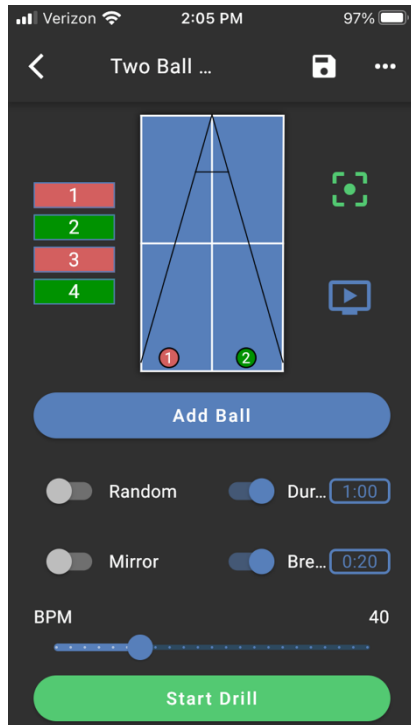 Verizon 2:05 PM 97%
Two Ball ...
1
2
3
4
1 2
Add Ball
Random Dur... 1:00
Mirror Bre... 0:20
BPM 40
Start Drill